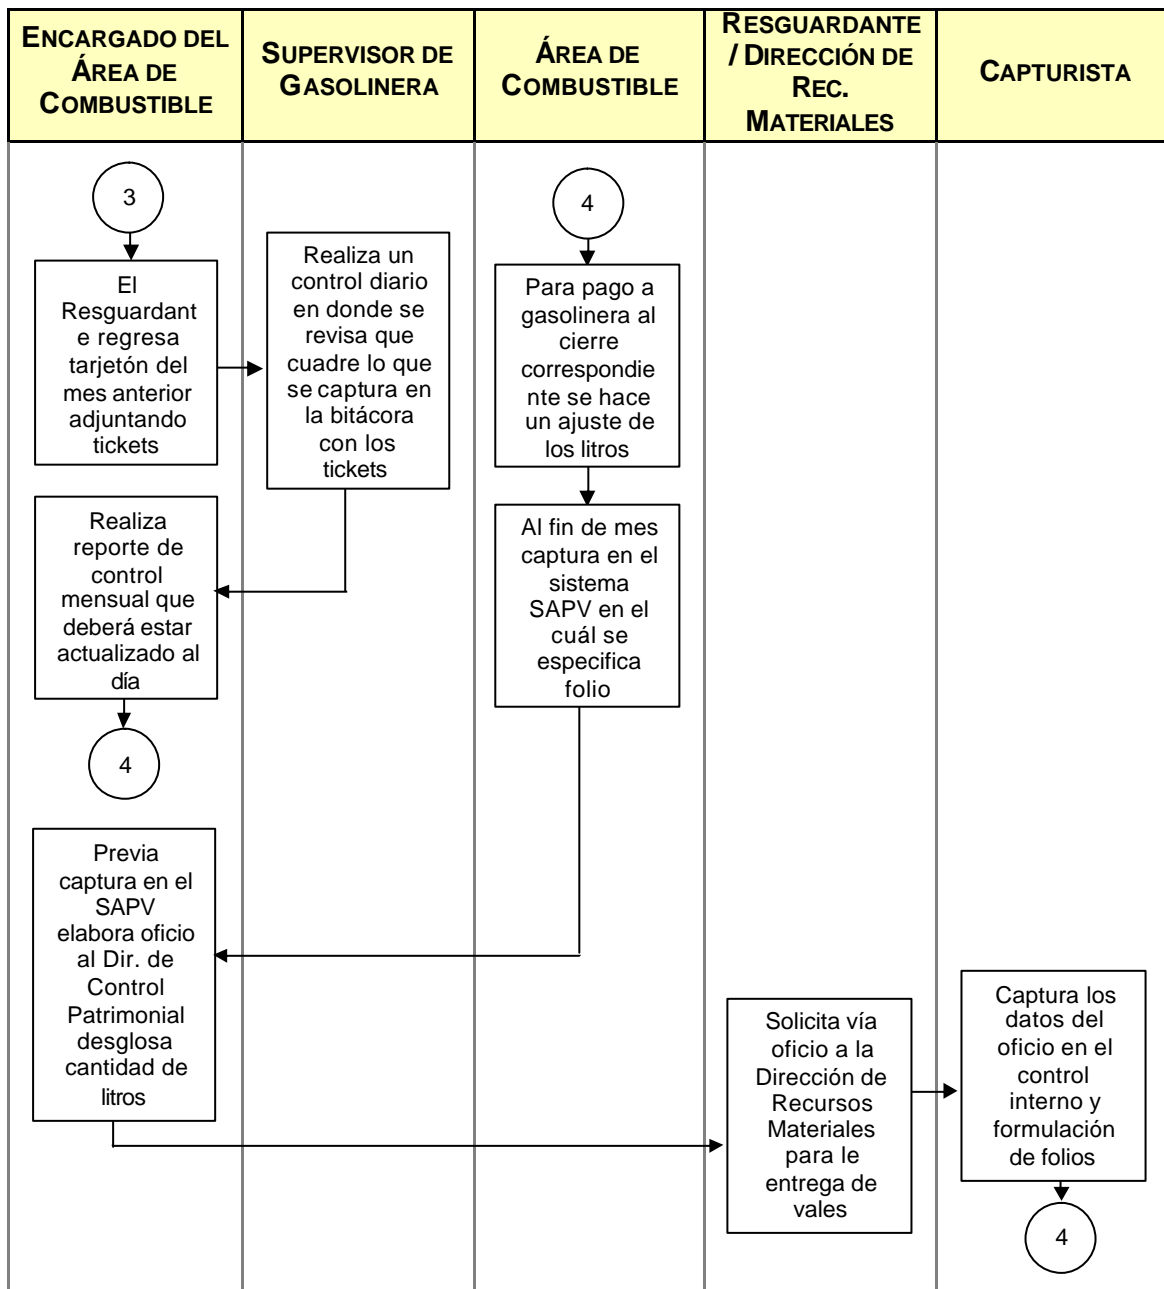 ENCARGADO DEL
ÁREA DE
COMBUSTIBLE
SUPERVISOR DE
GASOLINERA
ÁREA DE
COMBUSTIBLE
RESGUARDANTE
/ DIRECCIÓN DE
REC.
MATERIALES
CAPTURISTA
3
El
Resguardant
e regresa
tarjetón del
mes anterior
adjuntando
tickets
Realiza un
control diario
en donde se
revisa que
cuadre lo que
se captura en
la bitácora
con los
tickets
Realiza
reporte de
control
mensual que
deberá estar
actualizado al
día
4
4
Para pago a
gasolinera al
cierre
correspondie
nte se hace
un ajuste de
los litros
Al fin de mes
captura en el
sistema
SAPV en el
cuál se
especifica
folio
Previa
captura en el
SAPV
elabora oficio
al Dir. de
Control
Patrimonial
desglosa
cantidad de
litros
Solicita vía
oficio a la
Dirección de
Recursos
Materiales
para le
entrega de
vales
Captura los
datos del
oficio en el
control
interno y
formulación
de folios
4